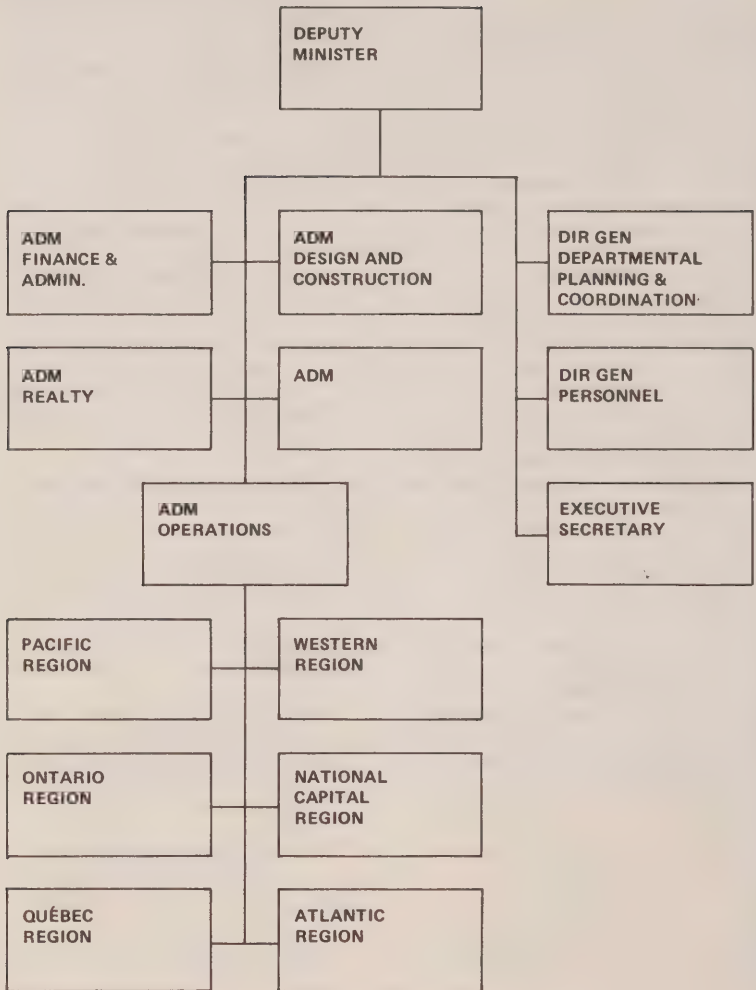 DEPUTY
MINISTER
ADM
FINANCE &
ADMIN.
ADM
DESIGN AND
CONSTRUCTION
DIR GEN
DEPARTMENTAL
PLANNING &
COORDINATION
ADM
REALTY
ADM
DIR GEN
PERSONNEL
ADM
OPERATIONS
EXECUTIVE
SECRETARY
PACIFIC
REGION
WESTERN
REGION
ONTARIO
REGION
NATIONAL
CAPITAL
REGION
QUÉBEC
REGION
ATLANTIC
REGION